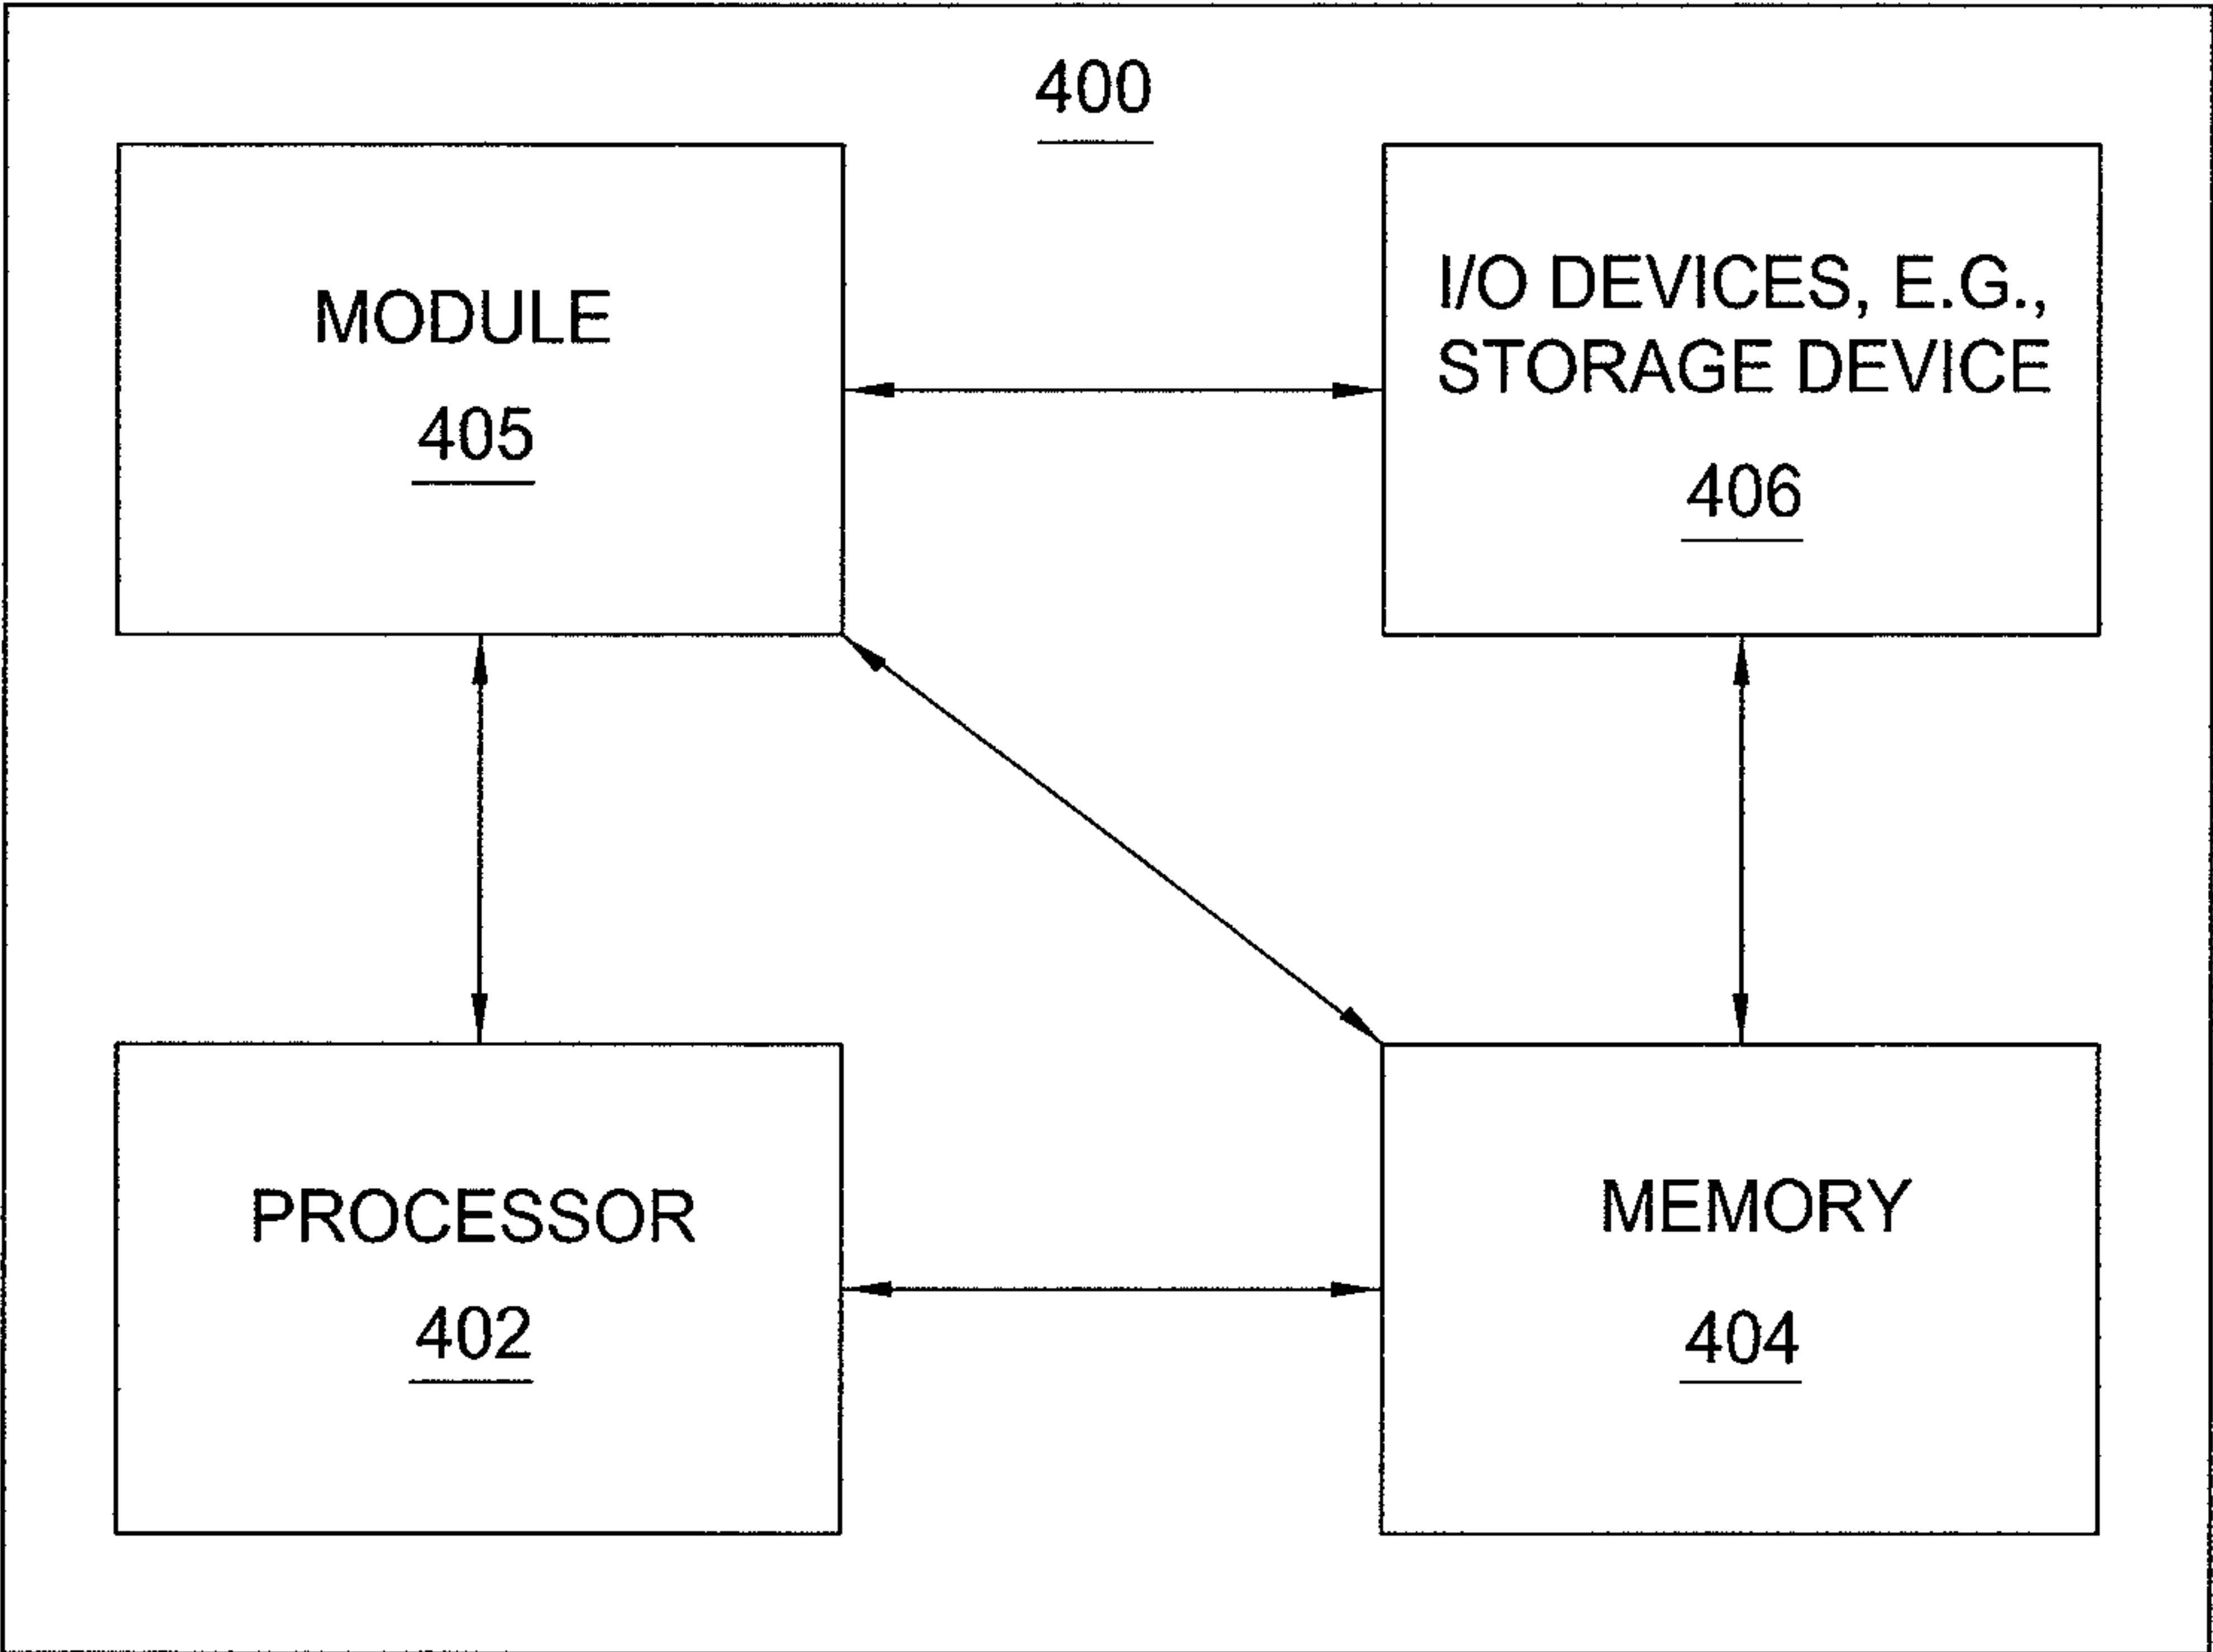 400
MODULE
405
I/O DEVICES, E.G.,
STORAGE DEVICE
406
PROCESSOR
402
MEMORY
404